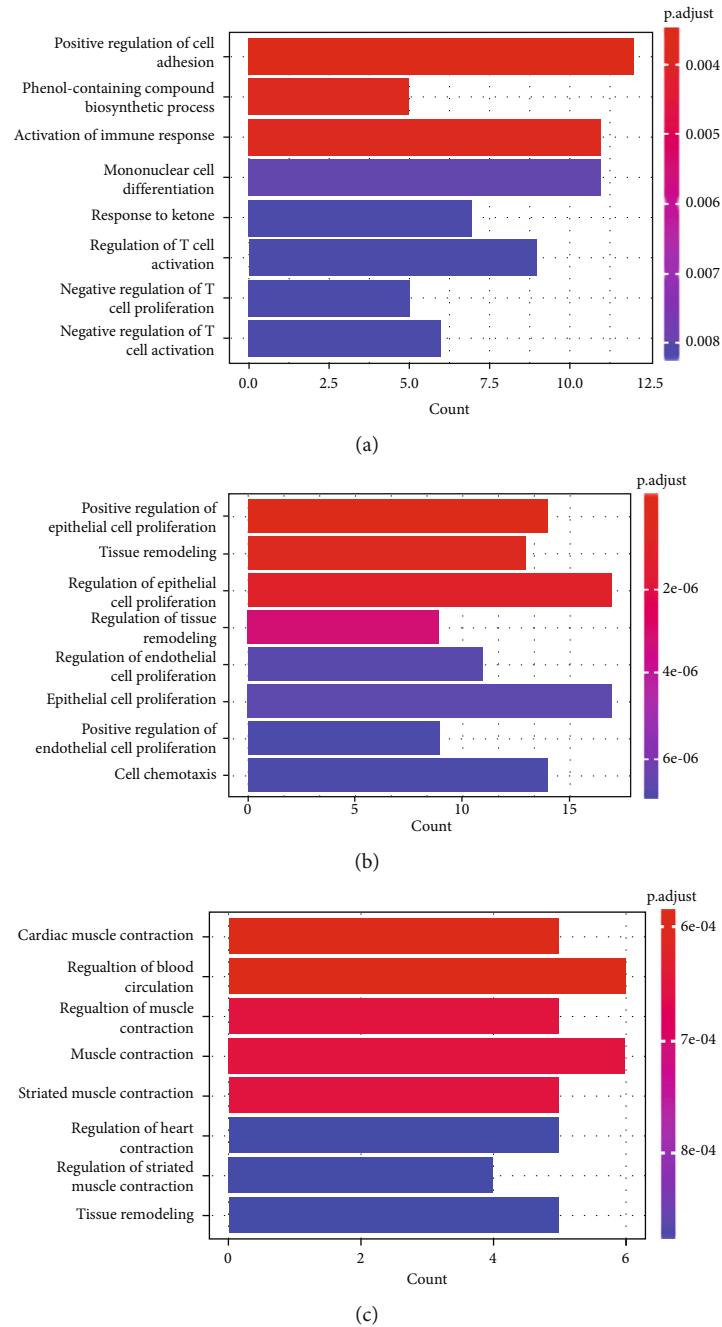 p.adjust
Positive regulation of cell
adhesion
Phenol-containing compound
biosynthetic process
Activation of immune response
Mononuclear cell
differentiation
Response to ketone
Regulation of T cell
activation
Negative regulation of T
cell proliferation
Negative regulation of T
cell activation
0.004
0.005
0.006
0.007
0.008
0.0 2.5 5.0 7.5 10.0 12.5
Count
(a)
p.adjust
Positive regulation of
epithelial cell proliferation
Tissue remodeling
Regulation of epithelial
cell proliferation
Regulation of tissue
remodeling
Regulation of endothelial
cell proliferation
Epithelial cell proliferation
Positive regulation of
endothelial cell proliferation
Cell chemotaxis
2e-06
4e-06
6e-06
0 5 10 15
Count
(b)
p.adjust
Cardiac muscle contraction
Regualtion of blood
circulation
Regualtion of muscle
contraction
Muscle contraction
Striated muscle contraction
Regulation of heart
contraction
Regulation of striated
muscle contraction
Tissue remodeling
6e-04
7e-04
8e-04
0 2 4 6
Count
(c)